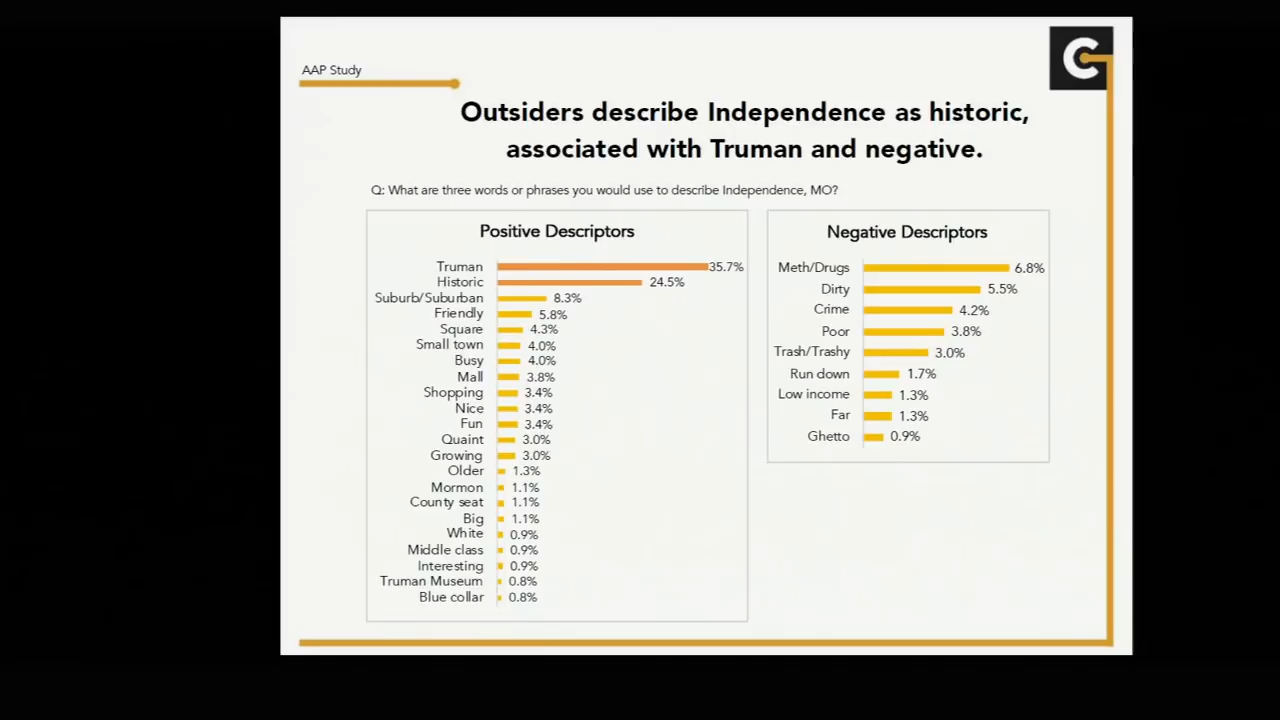 AAP Study
C
Outsiders describe Independence as historic,
associated with Truman and negative.
Q: What are three words or phrases you would use to describe Independence, MO?
Positive Descriptors
Truman 35.7%
Historic 24.5%
Suburb/Suburban 8.3%
Friendly 5.8%
Square 4.3%
Small town 4.0%
Busy 4.0%
Mall 3.8%
Shopping 3.4%
Nice 3.4%
Fun 3.4%
Quaint 3.0%
Growing 3.0%
Older 1.3%
Mormon 1.1%
County seat 1.1%
Big 1.1%
White 0.9%
Middle class 0.9%
Interesting 0.9%
Truman Museum 0.8%
Blue collar 0.8%
Negative Descriptors
Meth/Drugs 6.8%
Dirty 5.5%
Crime 4.2%
Poor 3.8%
Trash/Trashy 3.0%
Run down 1.7%
Low income 1.3%
Far 1.3%
Ghetto 0.9%